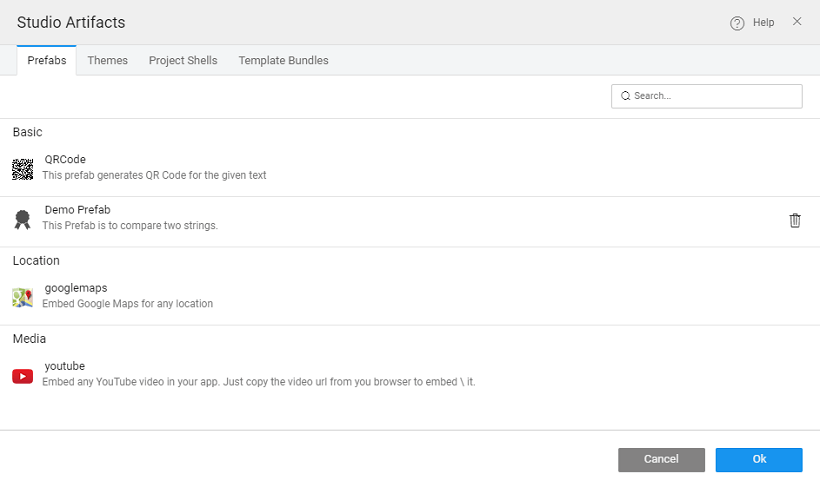 Studio Artifacts
Help
Prefabs
Themes
Project Shells
Template Bundles
Search...
Basic
QRCode
This prefab generates QR Code for the given text
Demo Prefab
This Prefab is to compare two strings.
Location
googlemaps
Embed Google Maps for any location
Media
youtube
Embed any YouTube video in your app. Just copy the video url from you browser to embed \ it.
Cancel
Ok